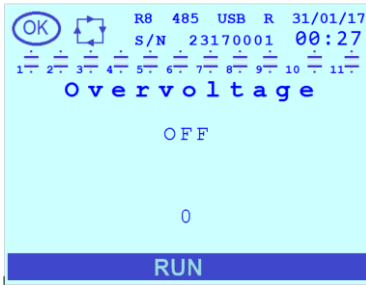 OK R8 485 USB R 31/01/17
S/N 23170001 00:27
1 2 3 4 5 6 7 8 9 10 11
Overvoltage
OFF
0
RUN